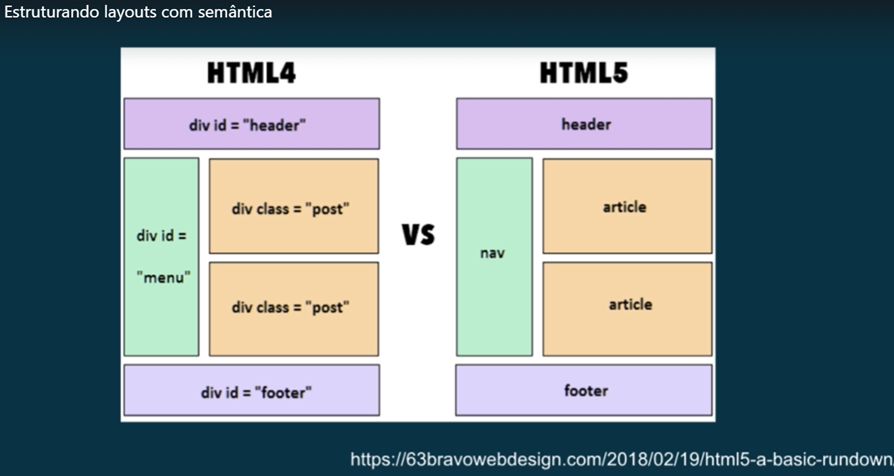 Estruturando layouts com semântica
HTML4
HTML5
div id = "header"
header
div id =
"menu"
div class = "post"
div class = "post"
VS
nav
article
article
div id = "footer"
footer
https://63bravowebdesign.com/2018/02/19/html5-a-basic-rundown